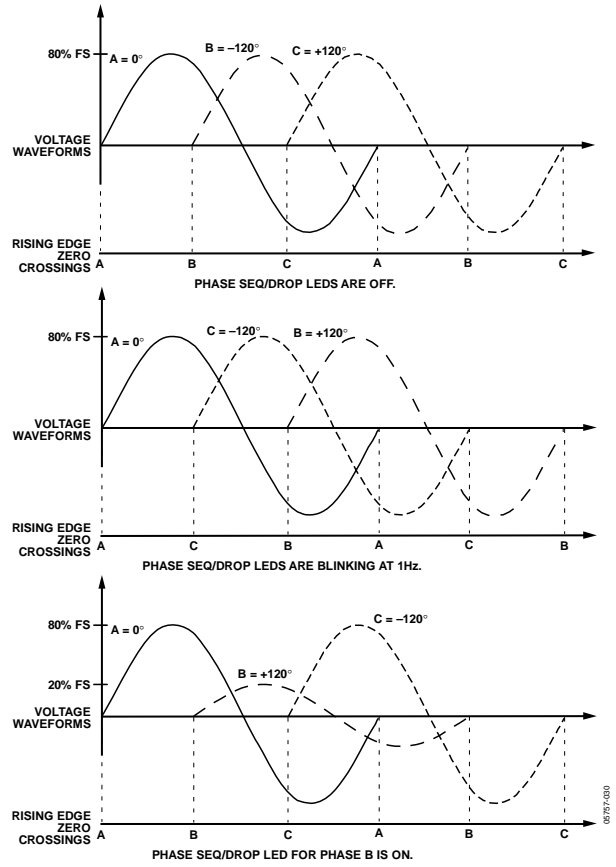 80% FS
A = 0°
B = –120°
C = +120°
VOLTAGE
WAVEFORMS
RISING EDGE
ZERO
CROSSINGS
A B C A B C
PHASE SEQ/DROP LEDS ARE OFF.
80% FS
A = 0°
C = –120°
B = +120°
VOLTAGE
WAVEFORMS
RISING EDGE
ZERO
CROSSINGS
A C B A C B
PHASE SEQ/DROP LEDS ARE BLINKING AT 1Hz.
80% FS
A = 0°
C = –120°
20% FS
B = +120°
VOLTAGE
WAVEFORMS
RISING EDGE
ZERO
CROSSINGS
A B C A B C
PHASE SEQ/DROP LED FOR PHASE B IS ON.
05757-030